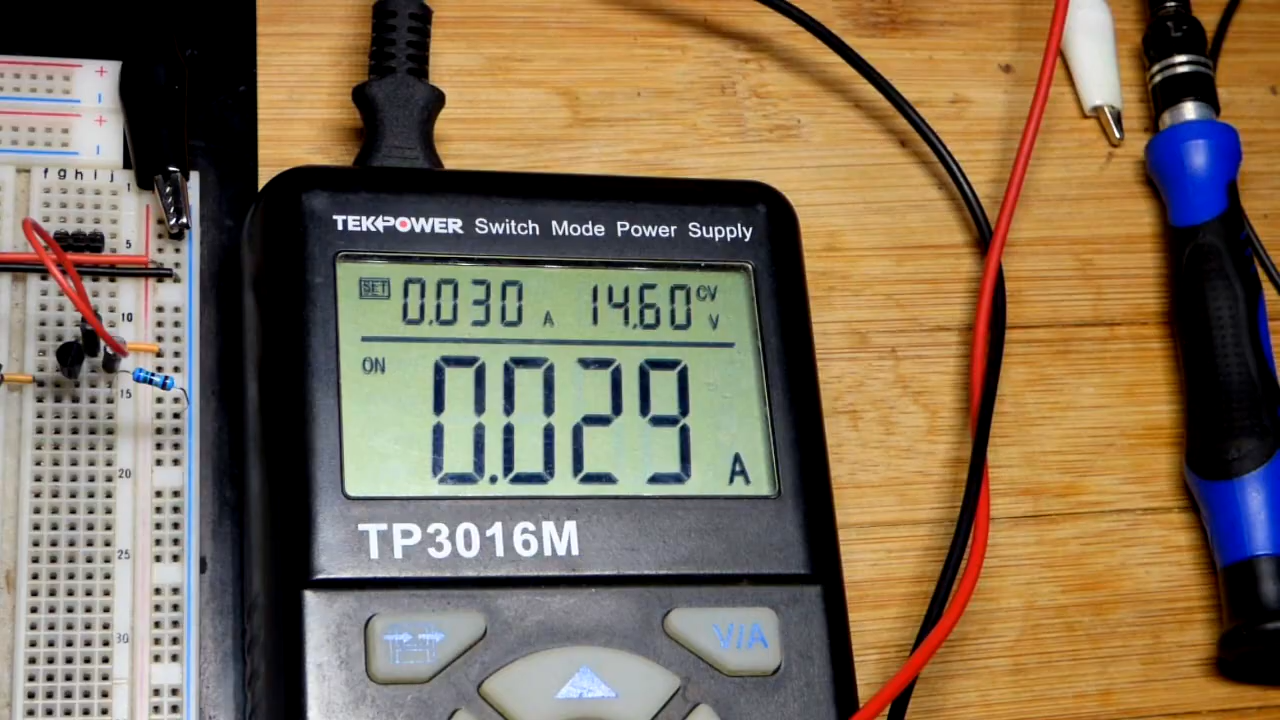 +
+
f g h i j
1
5
10
15
20
25
30
TEKPOWER Switch Mode Power Supply
SET 0.030 A 14.60 CV V
ON 0.029 A
TP3016M
V/A